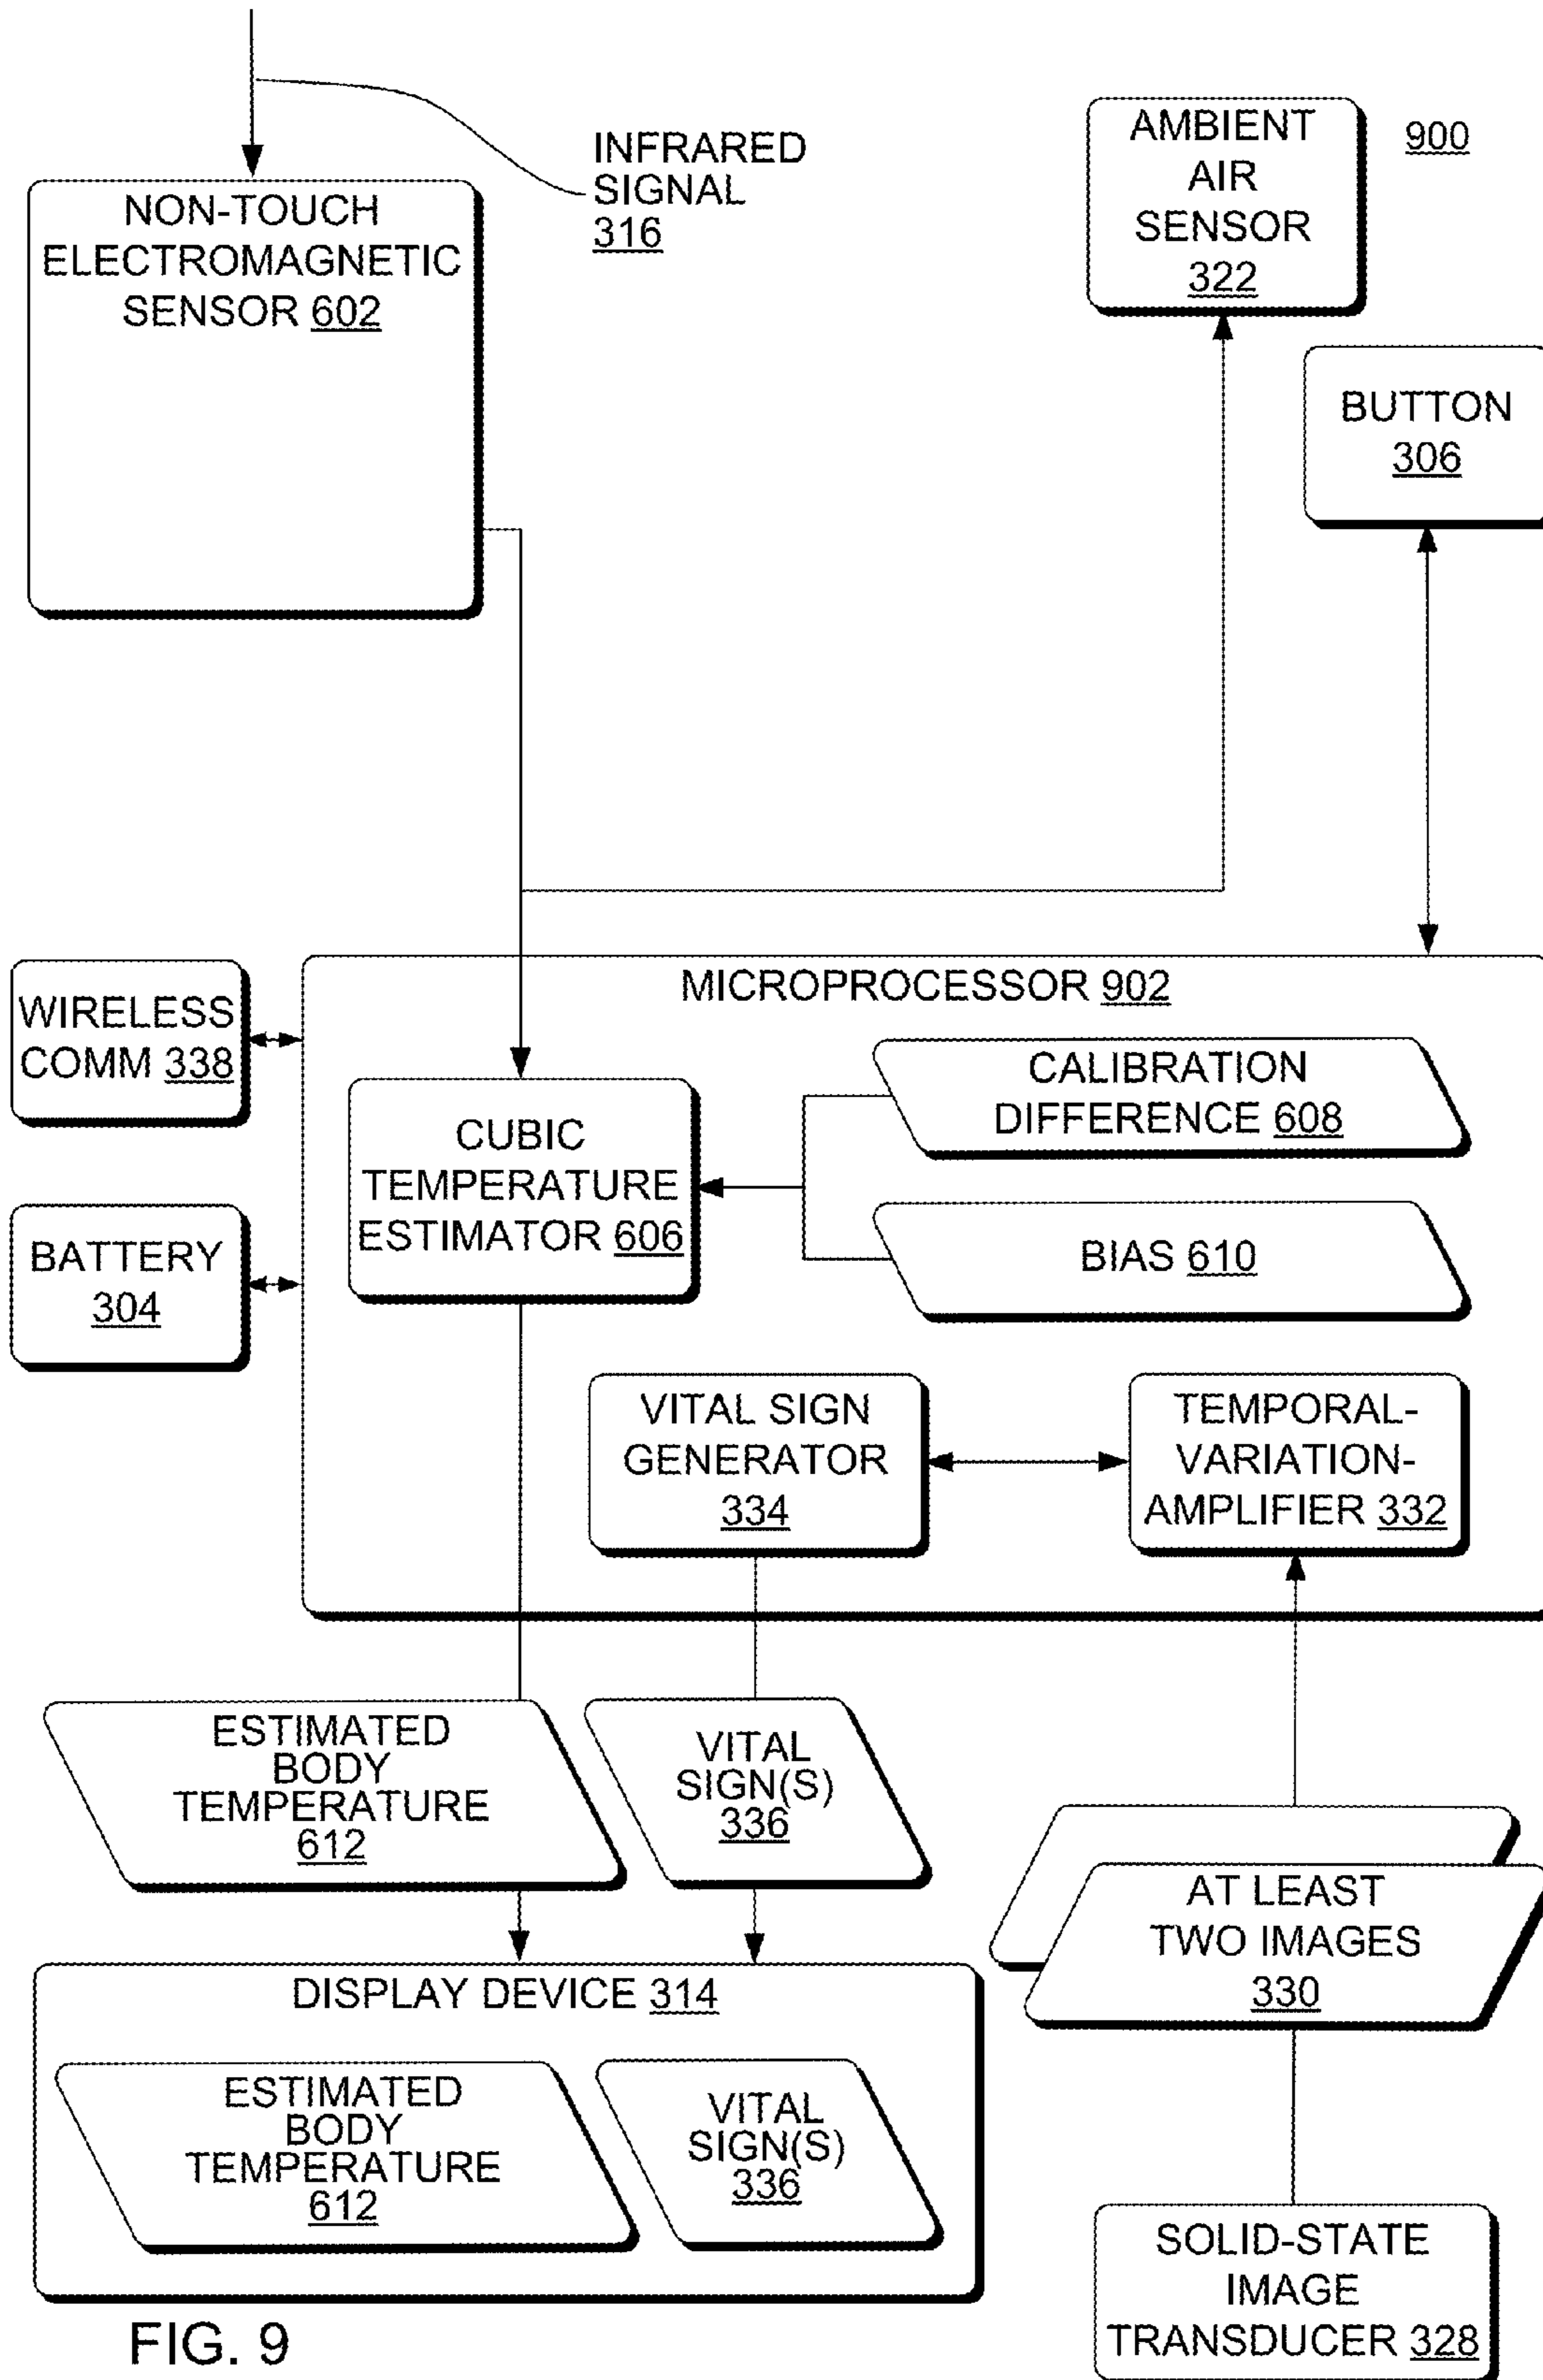 INFRARED
SIGNAL
316
NON-TOUCH
ELECTROMAGNETIC
SENSOR 602
AMBIENT
AIR
SENSOR
322
900
BUTTON
306
MICROPROCESSOR 902
WIRELESS
COMM 338
BATTERY
304
CUBIC
TEMPERATURE
ESTIMATOR 606
CALIBRATION
DIFFERENCE 608
BIAS 610
VITAL SIGN
GENERATOR
334
TEMPORAL-
VARIATION-
AMPLIFIER 332
ESTIMATED
BODY
TEMPERATURE
612
VITAL
SIGN(S)
336
AT LEAST
TWO IMAGES
330
DISPLAY DEVICE 314
ESTIMATED
BODY
TEMPERATURE
612
VITAL
SIGN(S)
336
SOLID-STATE
IMAGE
TRANSDUCER 328
FIG. 9